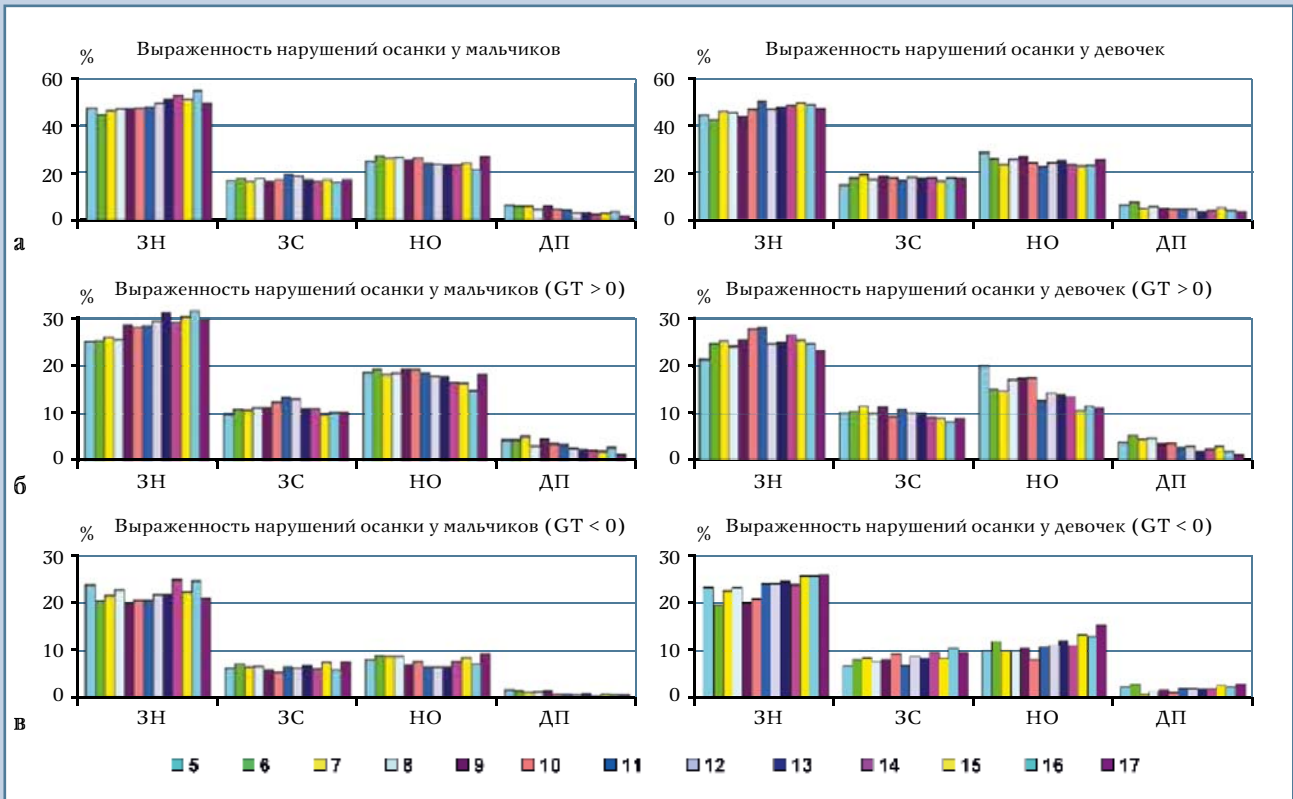 Выраженность нарушений осанки у мальчиков
%
60
40
20
0
ЗН ЗС НО ДП
а
Выраженность нарушений осанки у девочек
%
60
40
20
0
ЗН ЗС НО ДП
Выраженность нарушений осанки у мальчиков (GT > 0)
%
30
20
10
0
ЗН ЗС НО ДП
б
Выраженность нарушений осанки у девочек (GT > 0)
%
30
20
10
0
ЗН ЗС НО ДП
Выраженность нарушений осанки у мальчиков (GT < 0)
%
30
20
10
0
ЗН ЗС НО ДП
в
Выраженность нарушений осанки у девочек (GT < 0)
%
30
20
10
0
ЗН ЗС НО ДП
5 6 7 8 9 10 11 12 13 14 15 16 17